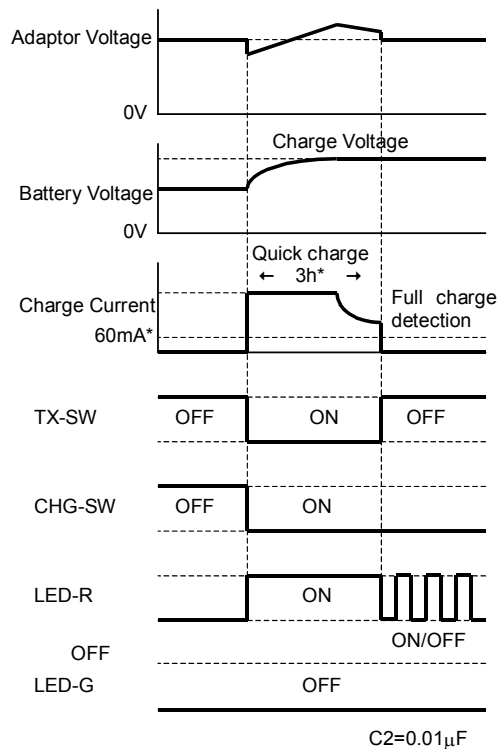 Adaptor Voltage
0V
Charge Voltage
Battery Voltage
0V
Quick charge
← 3h* →
Charge Current
Full charge
detection
60mA*
TX-SW OFF ON OFF
CHG-SW OFF ON
LED-R ON
ON/OFF
OFF
LED-G OFF
C2=0.01μF